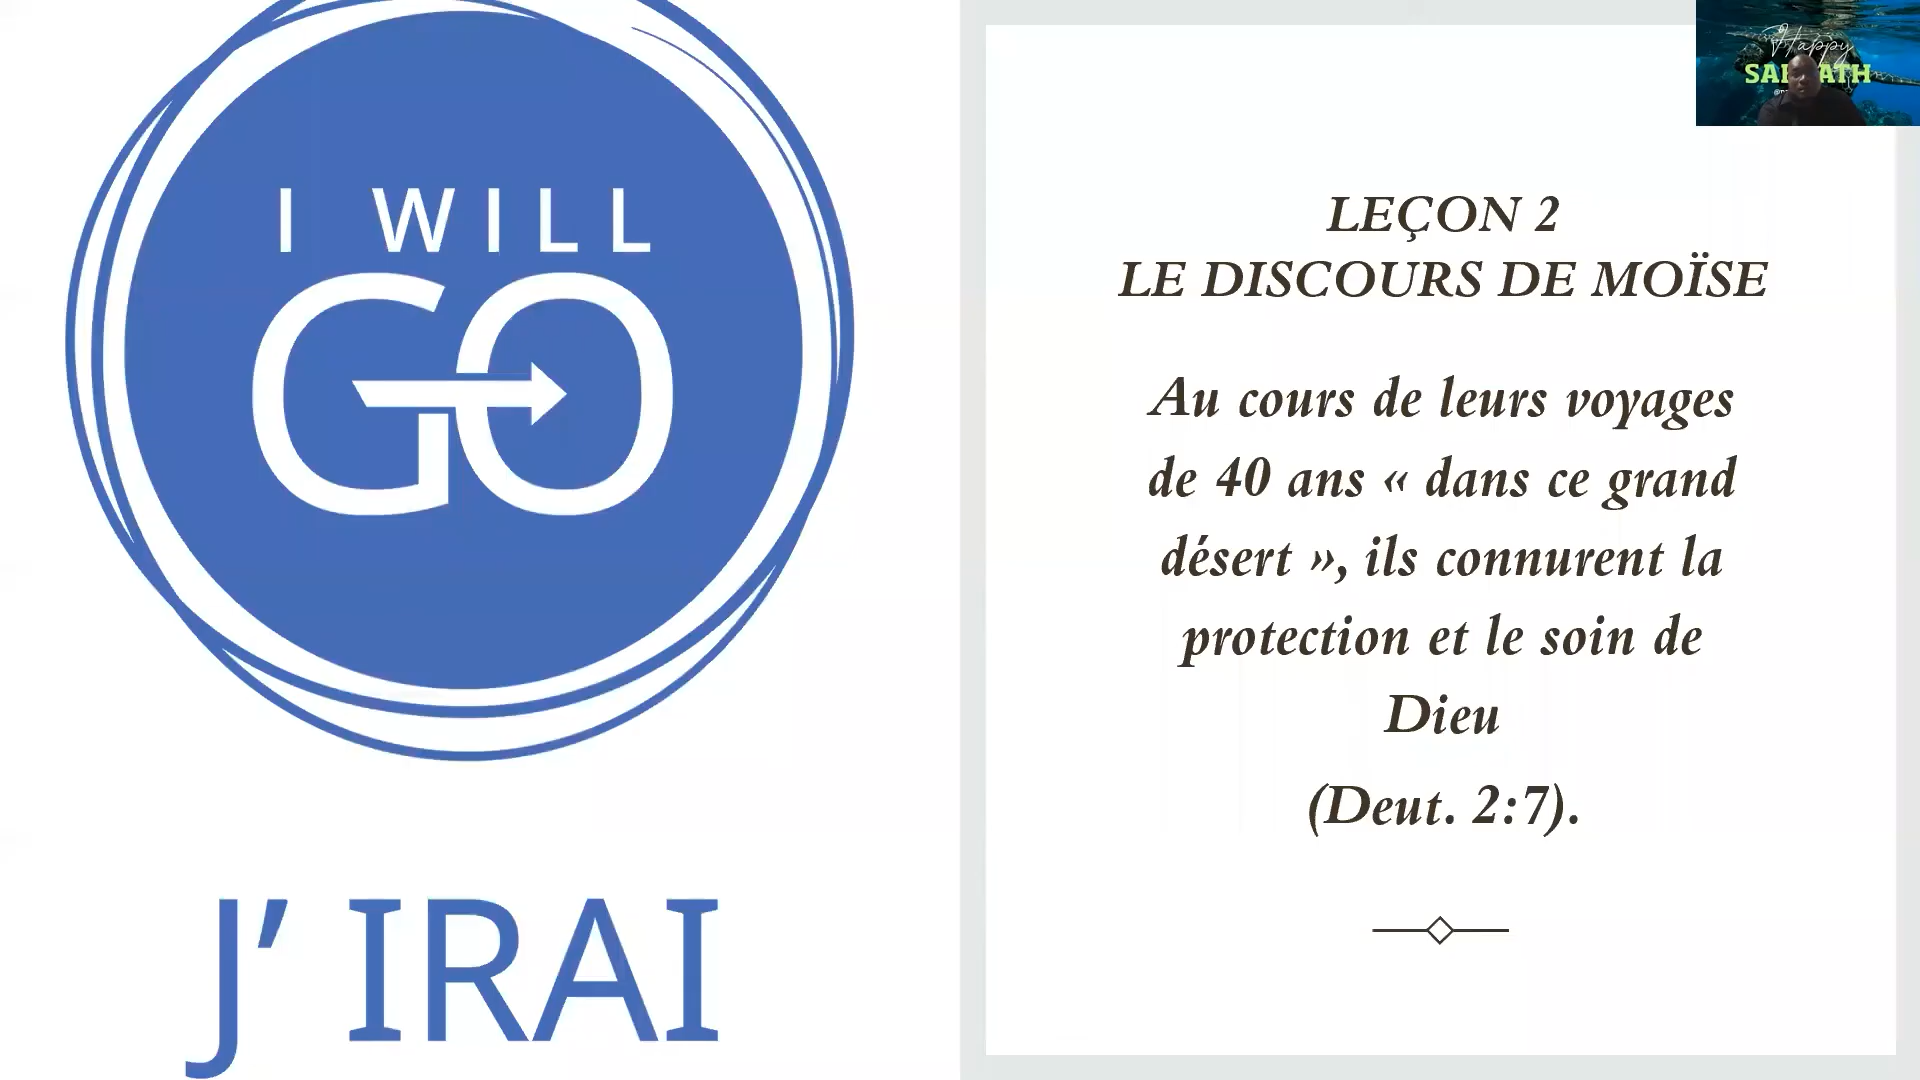 I WILL
GO
J’ IRAI
Happy
LEÇON 2
LE DISCOURS DE MOÏSE
Au cours de leurs voyages
de 40 ans « dans ce grand
désert », ils connurent la
protection et le soin de
Dieu
(Deut. 2:7).